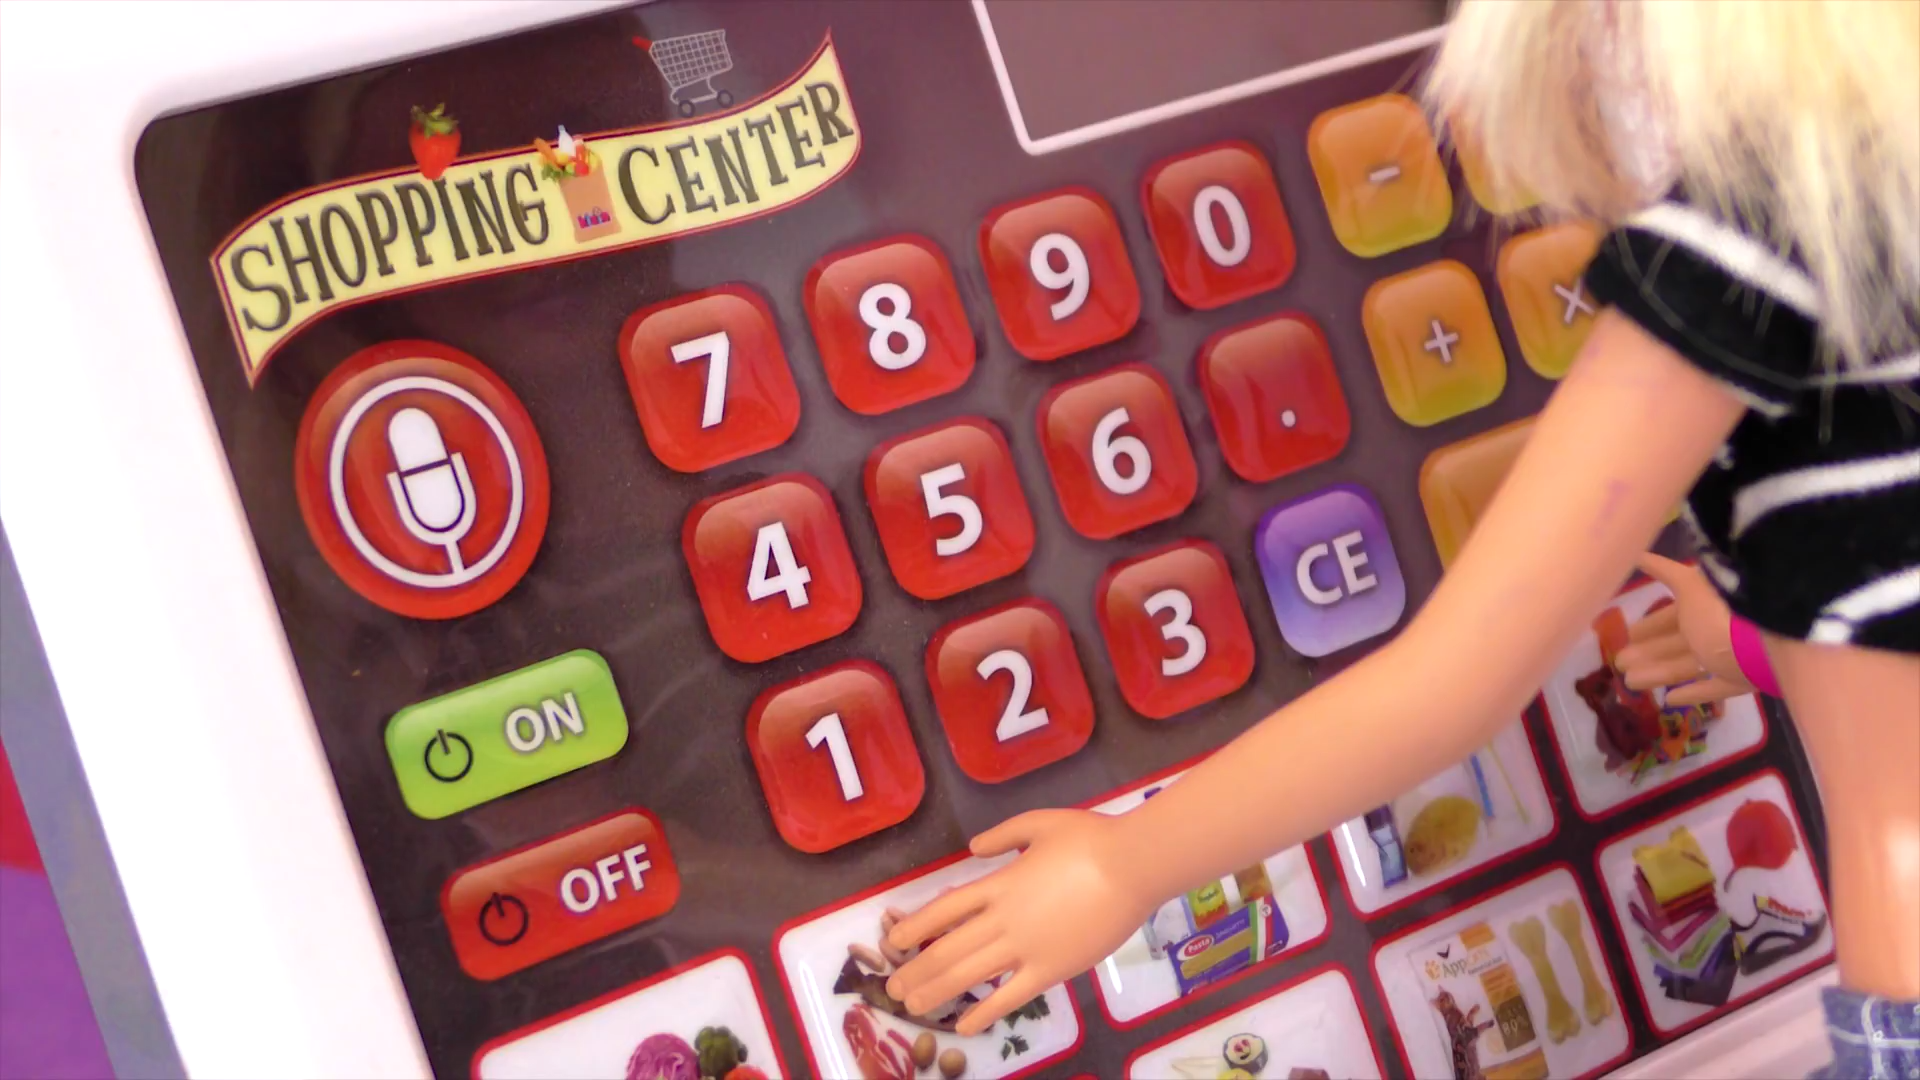 SHOPPING CENTER
7 8 9 0 -
4 5 6 . + ×
1 2 3 CE
ON
OFF
Pasta